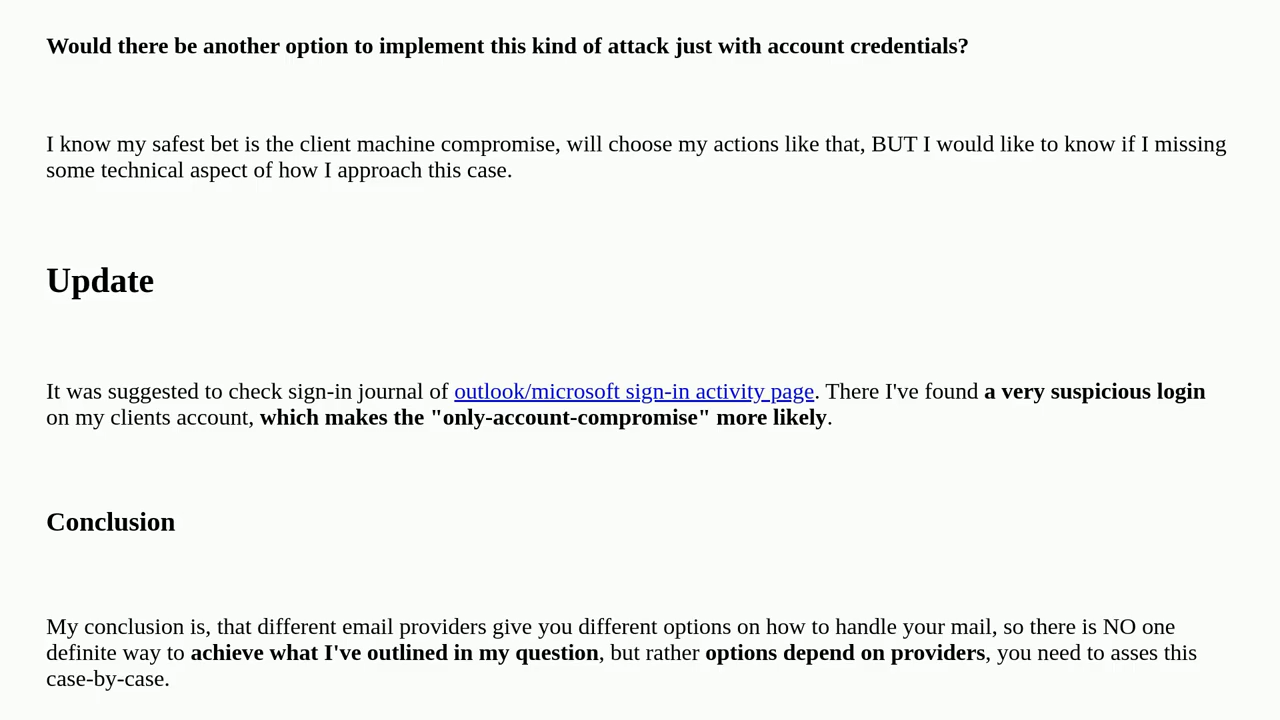 Would there be another option to implement this kind of attack just with account credentials?
I know my safest bet is the client machine compromise, will choose my actions like that, BUT I would like to know if I missing
some technical aspect of how I approach this case.
Update
It was suggested to check sign-in journal of outlook/microsoft sign-in activity page. There I've found a very suspicious login
on my clients account, which makes the "only-account-compromise" more likely.
Conclusion
My conclusion is, that different email providers give you different options on how to handle your mail, so there is NO one
definite way to achieve what I've outlined in my question, but rather options depend on providers, you need to asses this
case-by-case.